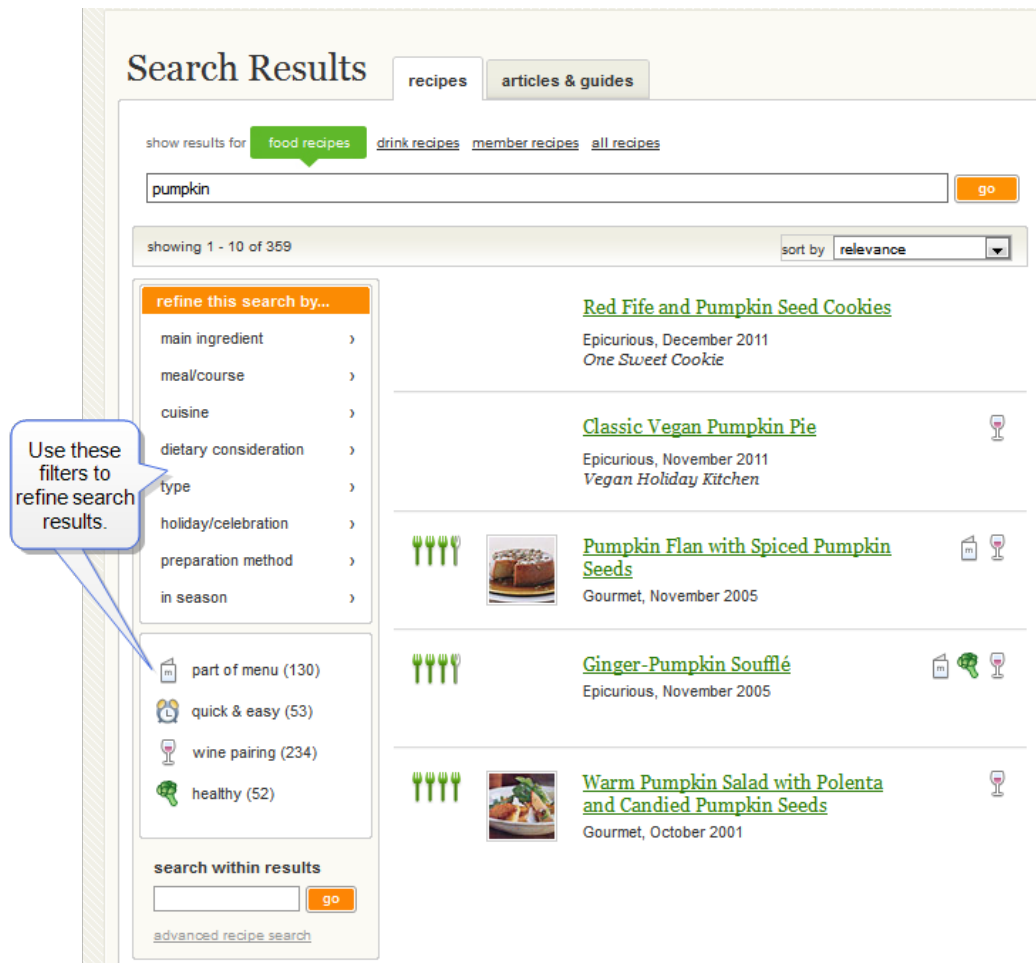 Search Results
recipes
articles & guides
show results for
food recipes
drink recipes
member recipes
all recipes
pumpkin
go
showing 1 - 10 of 359
sort by
relevance
refine this search by...
main ingredient
meal/course
cuisine
dietary consideration
type
holiday/celebration
preparation method
in season
Use these
filters to
refine search
results.
m
part of menu (130)
quick & easy (53)
wine pairing (234)
healthy (52)
search within results
go
advanced recipe search
Red Fife and Pumpkin Seed Cookies
Epicurious, December 2011
One Sweet Cookie
Classic Vegan Pumpkin Pie
Epicurious, November 2011
Vegan Holiday Kitchen
Pumpkin Flan with Spiced Pumpkin
Seeds
Gourmet, November 2005
m
Ginger-Pumpkin Soufflé
Epicurious, November 2005
m
Warm Pumpkin Salad with Polenta
and Candied Pumpkin Seeds
Gourmet, October 2001